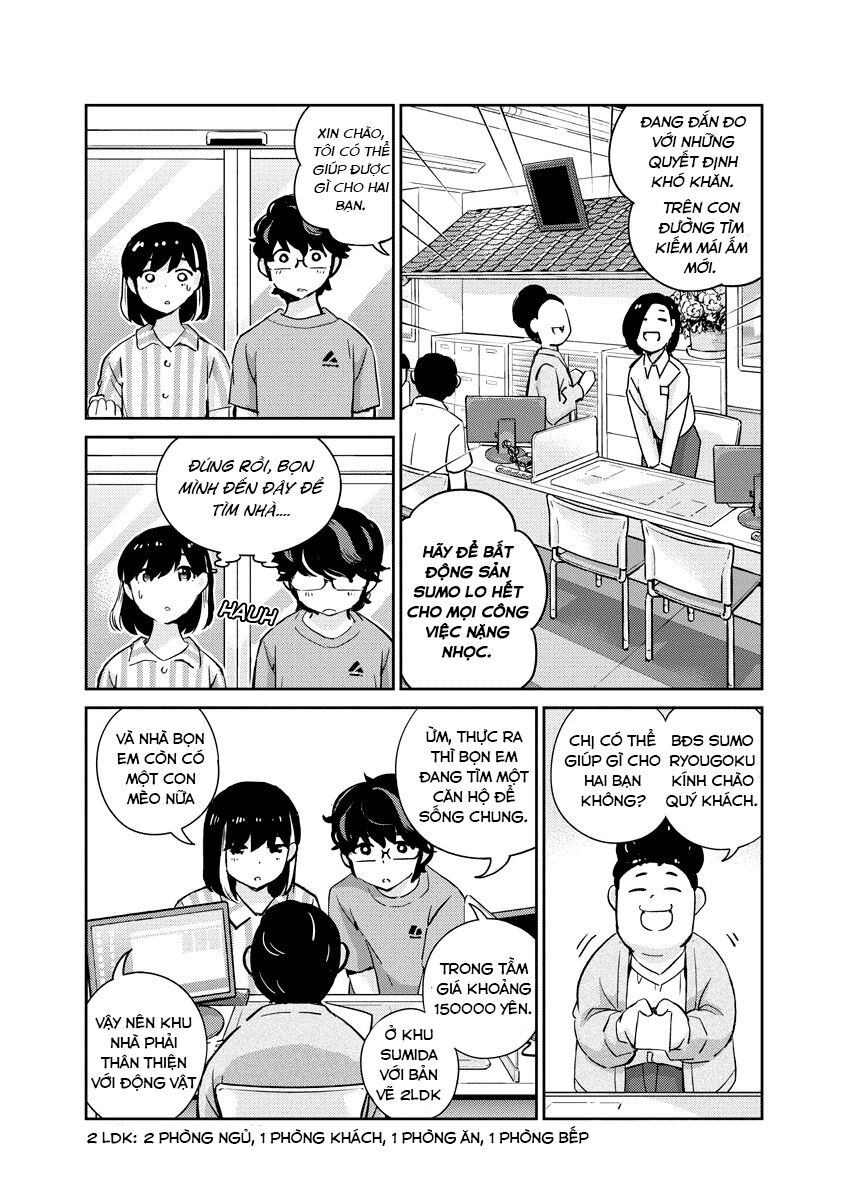 ĐANG ĐẮN ĐO
VỚI NHỮNG
QUYẾT ĐỊNH
KHÓ KHĂN.
TRÊN CON
ĐƯỜNG TÌM
KIẾM MÁI ẤM
MỚI.
HÃY ĐỂ BẤT
ĐỘNG SẢN
SUMO LO HẾT
CHO MỌI CÔNG
VIỆC NẶNG
NHỌC.
XIN CHÀO,
TÔI CÓ THỂ
GIÚP ĐƯỢC
GÌ CHO HAI
BẠN.
ĐÚNG RỒI, BỌN
MÌNH ĐẾN ĐÂY ĐỂ
TÌM NHÀ....
HAUH
BĐS SUMO
RYOUGOKU
KÍNH CHÀO
QUÝ KHÁCH.
CHỊ CÓ THỂ
GIÚP GÌ CHO
HAI BẠN
KHÔNG?
ỪM, THỰC RA
THÌ BỌN EM
ĐANG TÌM MỘT
CĂN HỘ ĐỂ
SỐNG CHUNG.
TRONG TẦM
GIÁ KHOẢNG
150000 YÊN.
Ở KHU
SUMIDA
VỚI BẢN
VẼ 2LDK
VÀ NHÀ BỌN
EM CÒN CÓ
MỘT CON
MÈO NỮA
VẬY NÊN KHU
NHÀ PHẢI
THÂN THIỆN
VỚI ĐỘNG VẬT
2 LDK: 2 PHÒNG NGỦ, 1 PHÒNG KHÁCH, 1 PHÒNG ĂN, 1 PHÒNG BẾP